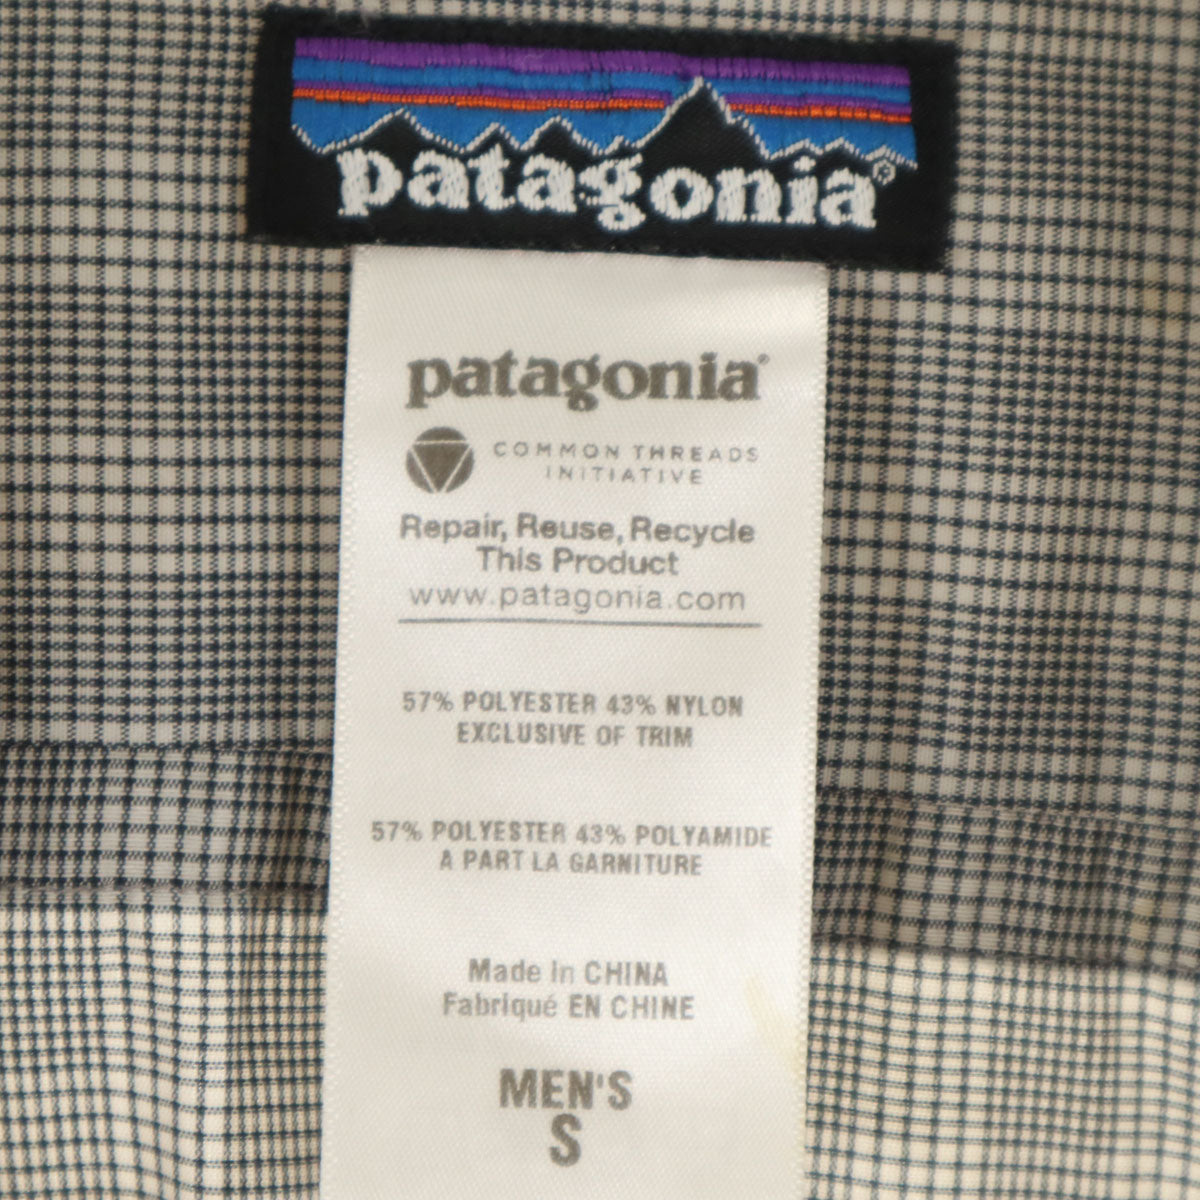 patagonia®
patagonia®
COMMON THREADS
INITIATIVE
Repair, Reuse, Recycle
This Product
www.patagonia.com
57% POLYESTER 43% NYLON
EXCLUSIVE OF TRIM
57% POLYESTER 43% POLYAMIDE
A PART LA GARNITURE
Made in CHINA
Fabriqué EN CHINE
MEN'S
S